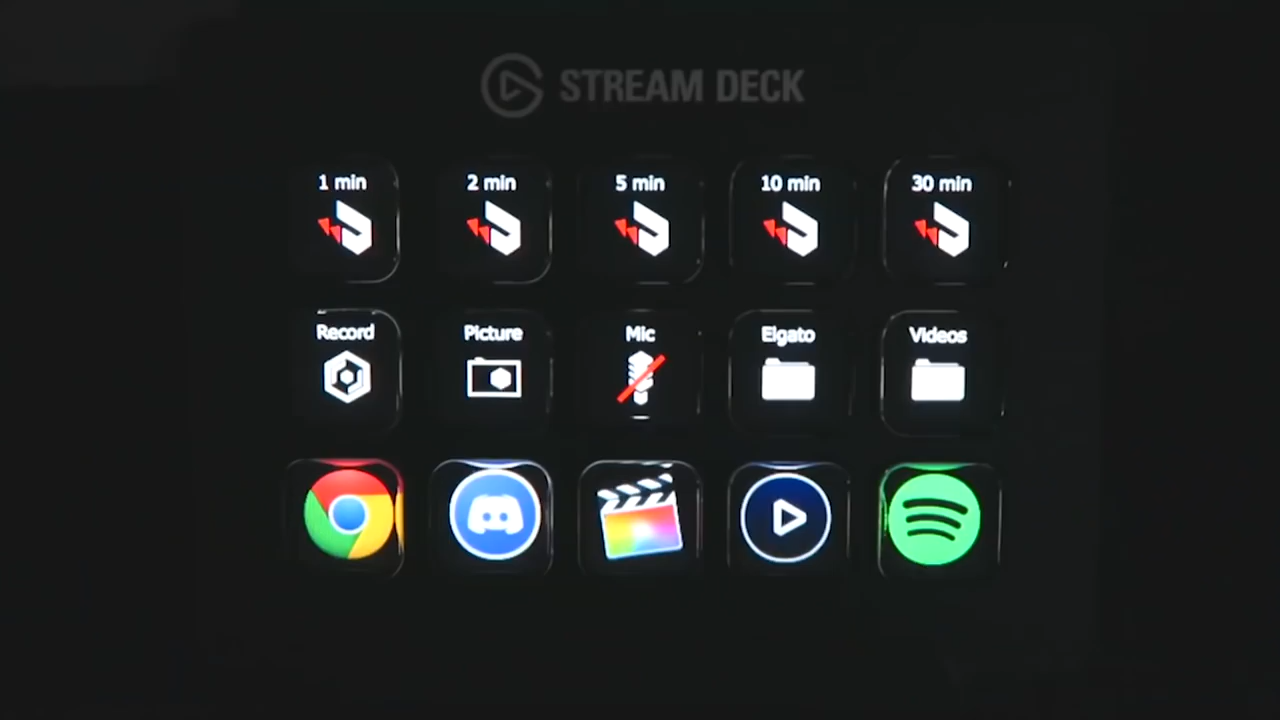 STREAM DECK
1 min
2 min
5 min
10 min
30 min
Record
Picture
Mic
Elgato
Videos